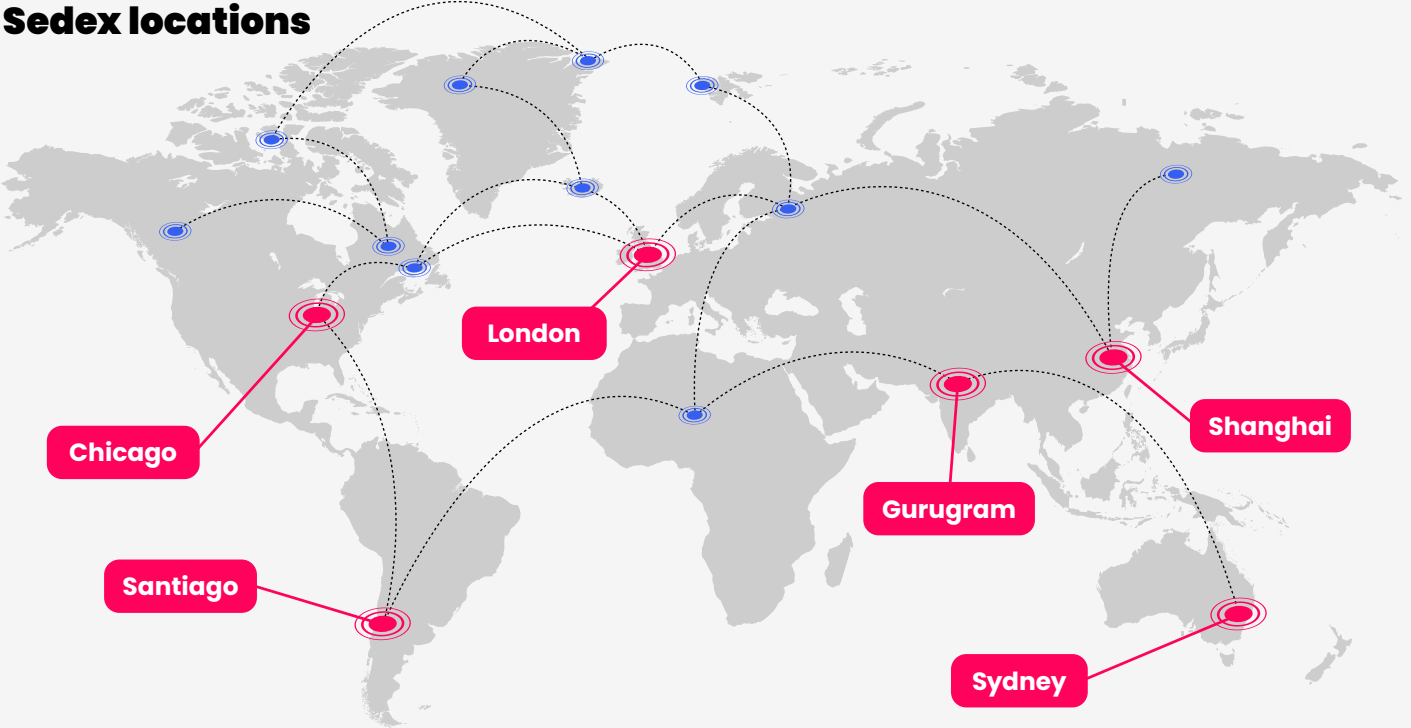 Sedex locations
London
Chicago
Shanghai
Gurugram
Santiago
Sydney